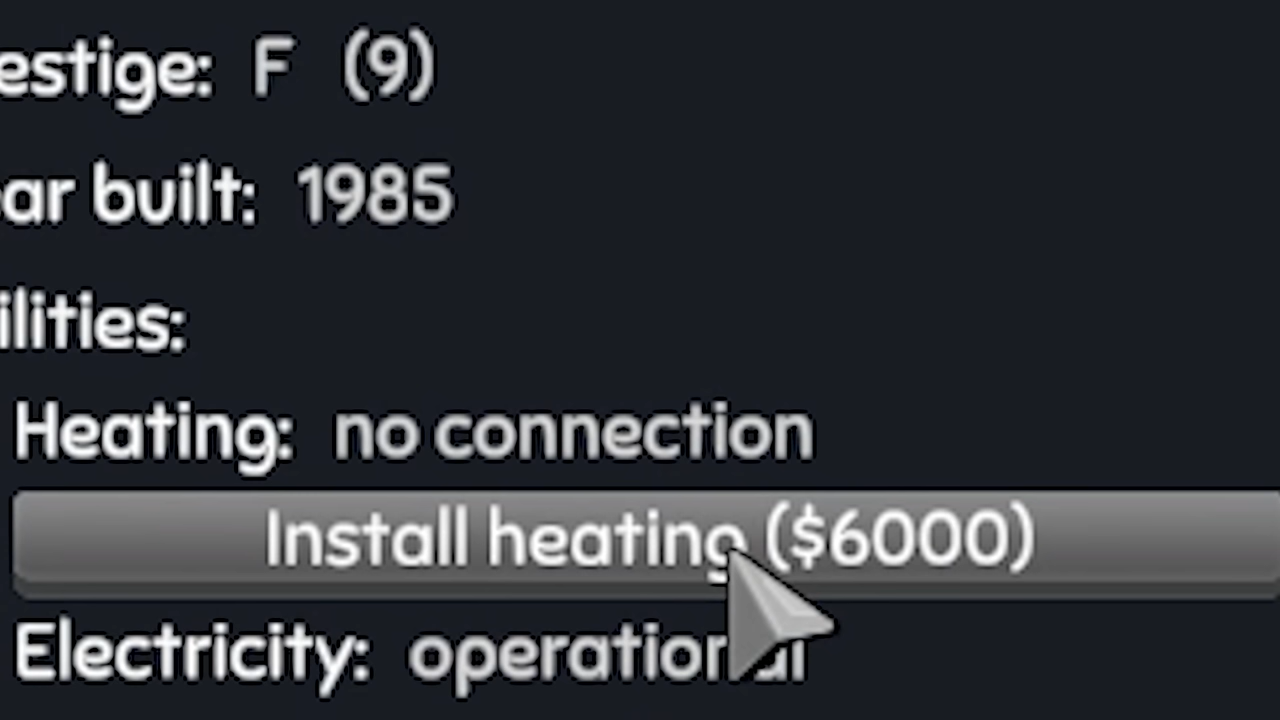 estige: F (9)
ar built: 1985
ilities:
Heating: no connection
Install heating ($6000)
Electricity: operational